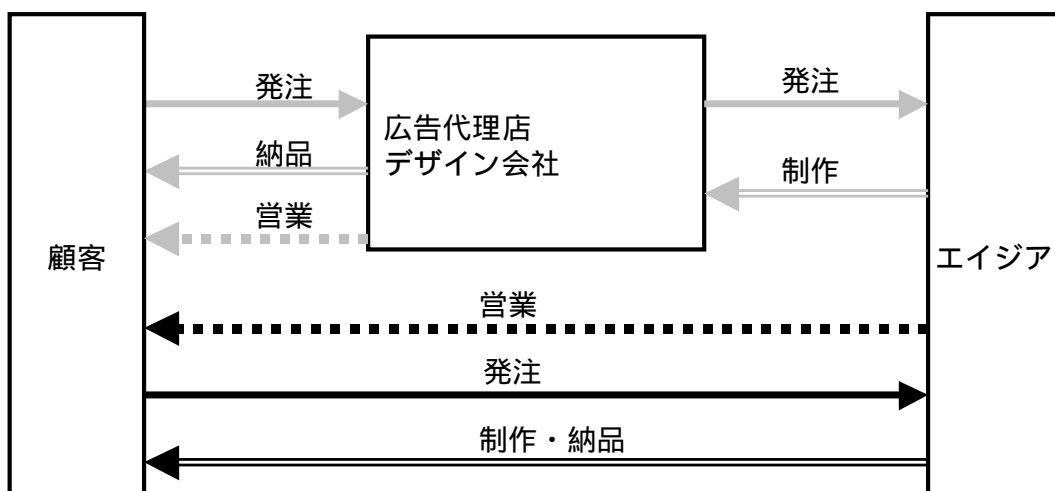 発注
発注
広告代理店
デザイン会社
納品
制作
営業
顧客
エイジア
営業
発注
制作・納品